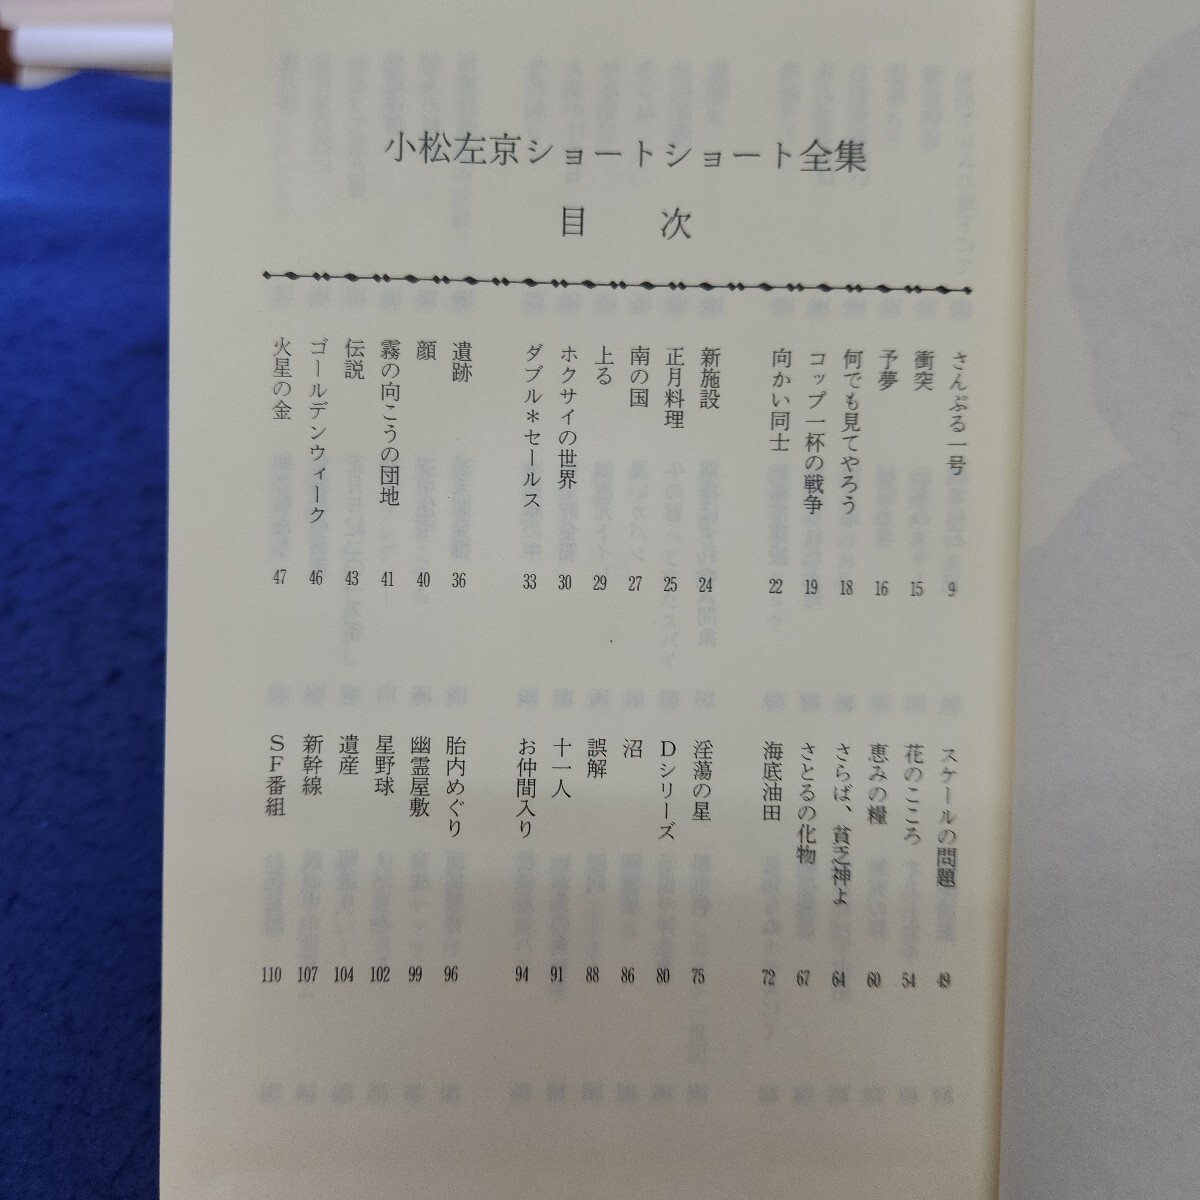 小松左京ショートショート全集
目　次
さんぷる一号 9
衝突 15
予夢 16
何でも見てやろう 18
コップ一杯の戦争 19
向かい同士 22
新施設 24
正月料理 25
南の国 27
上る 29
ホクサイの世界 30
ダブル＊セールス 33
遺跡 36
顔 40
霧の向こうの団地 41
伝説 43
ゴールデンウィーク 46
火星の金 47
スケールの問題 49
花のこころ 54
恵みの糧 60
さらば、貧乏神よ 64
さとるの化物 67
海底油田 72
淫蕩の星 75
Dシリーズ 80
沼 86
誤解 88
十一人 91
お仲間入り 94
胎内めぐり 96
幽霊屋敷 99
星野球 102
遺産 104
新幹線 107
SF番組 110